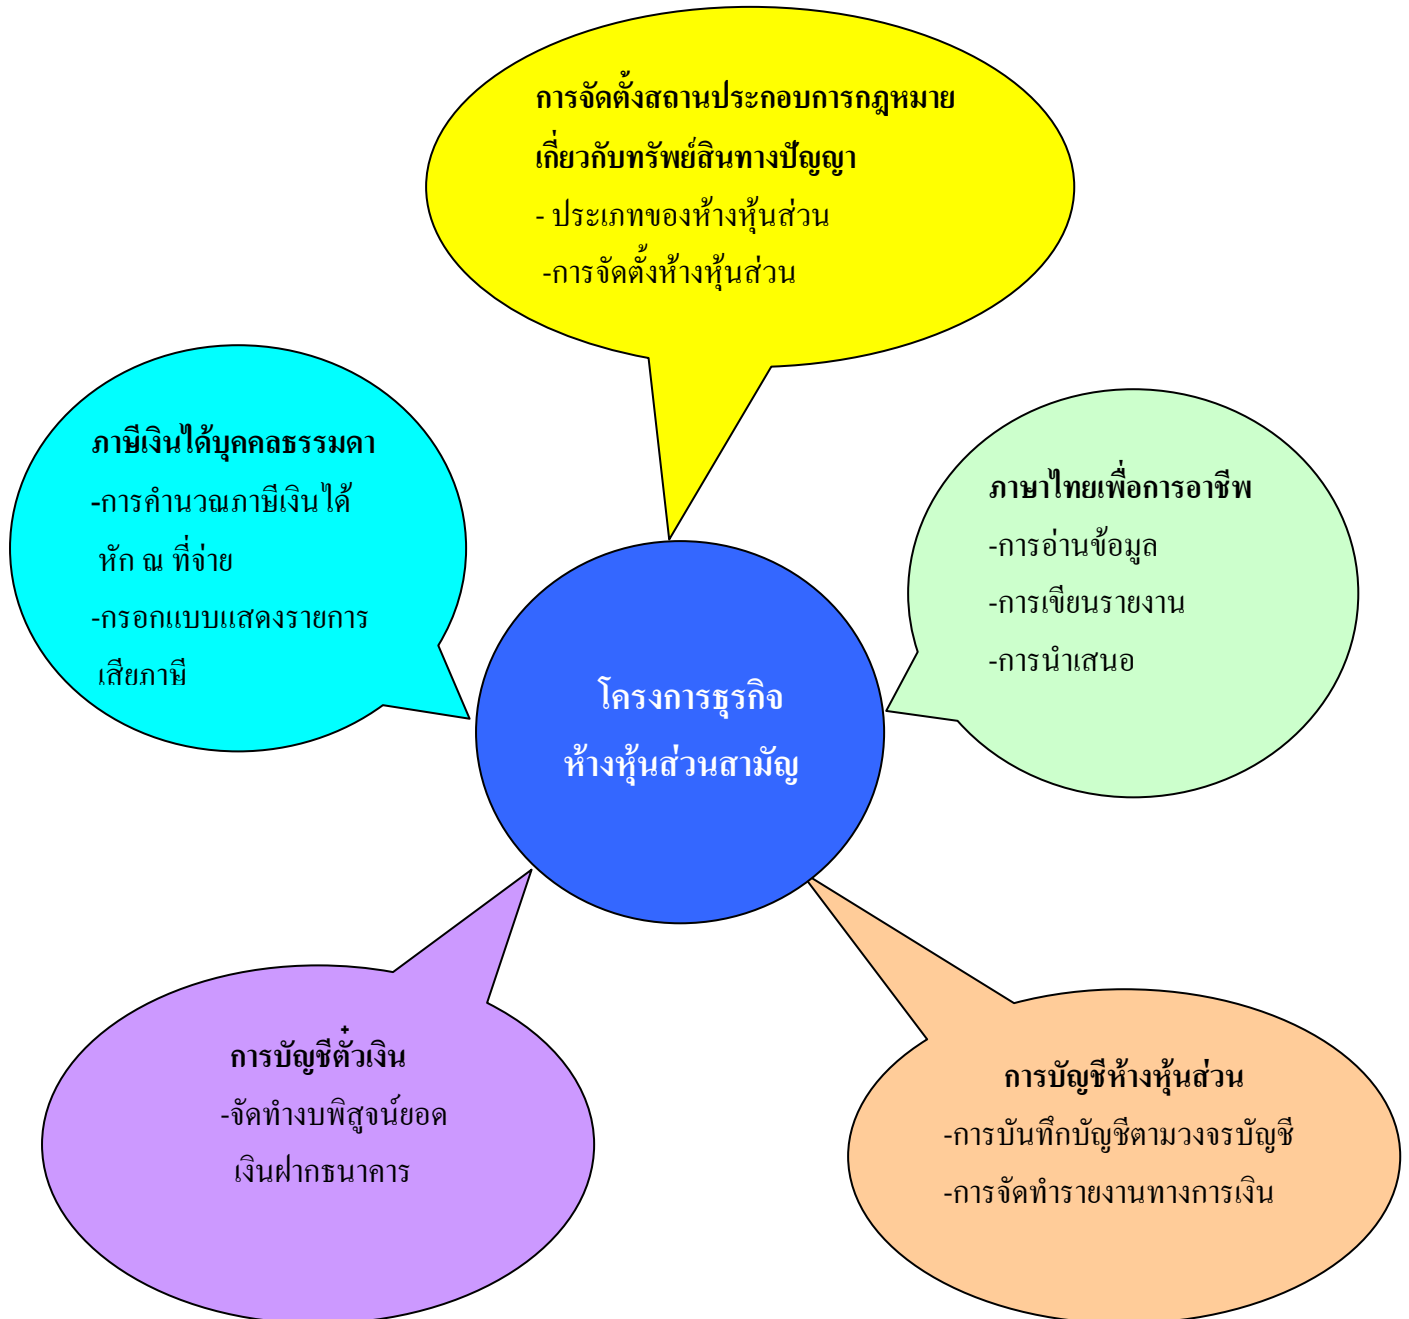 การจัดตั้งสถานประกอบการกฎหมาย
เกี่ยวกับทรัพย์สินทางปัญญา
- ประเภทของห้างหุ้นส่วน
-การจัดตั้งห้างหุ้นส่วน
ภาษีเงินได้บุคคลธรรมดา
-การคำนวณภาษีเงินได้
หัก ณ ที่จ่าย
-กรอกแบบแสดงรายการ
เสียภาษี
ภาษาไทยเพื่อการอาชีพ
-การอ่านข้อมูล
-การเขียนรายงาน
-การนำเสนอ
โครงการธุรกิจ
ห้างหุ้นส่วนสามัญ
การบัญชีตั๋วเงิน
-จัดทำงบพิสูจน์ยอด
เงินฝากธนาคาร
การบัญชีห้างหุ้นส่วน
-การบันทึกบัญชีตามวงจรบัญชี
-การจัดทำรายงานทางการเงิน